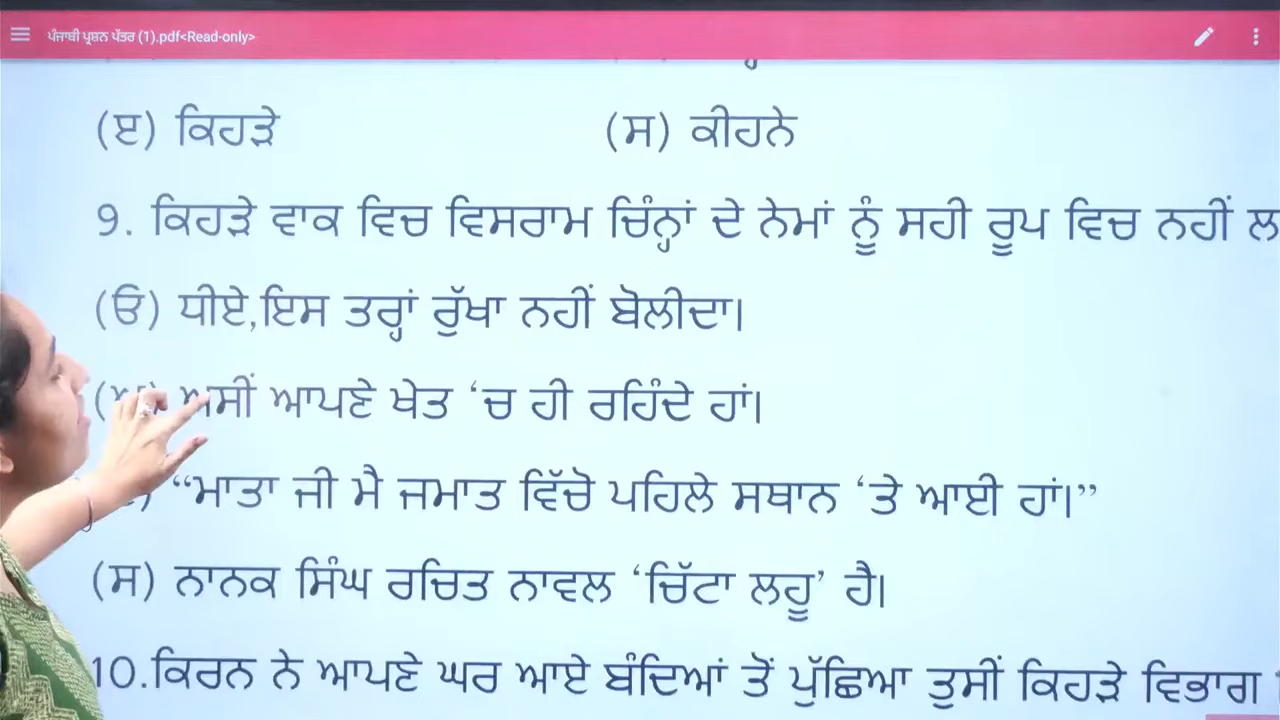 ਪੰਜਾਬੀ ਪ੍ਰਸ਼ਨ ਪੱਤਰ (1).pdf<Read-only>
(ੲ) ਕਿਹੜੇ (ਸ) ਕੀਹਨੇ
9. ਕਿਹੜੇ ਵਾਕ ਵਿਚ ਵਿਸਰਾਮ ਚਿੰਨ੍ਹਾਂ ਦੇ ਨੇਮਾਂ ਨੂੰ ਸਹੀ ਰੂਪ ਵਿਚ ਨਹੀਂ
(ਓ) ਧੀਏ,ਇਸ ਤਰ੍ਹਾਂ ਰੁੱਖਾ ਨਹੀਂ ਬੋਲੀਦਾ।
ਅਸੀਂ ਆਪਣੇ ਖੇਤ ‘ਚ ਹੀ ਰਹਿੰਦੇ ਹਾਂ।
“ਮਾਤਾ ਜੀ ਮੈ ਜਮਾਤ ਵਿੱਚੋ ਪਹਿਲੇ ਸਥਾਨ ‘ਤੇ ਆਈ ਹਾਂ।”
(ਸ) ਨਾਨਕ ਸਿੰਘ ਰਚਿਤ ਨਾਵਲ ‘ਚਿੱਟਾ ਲਹੂ’ ਹੈ।
10.ਕਿਰਨ ਨੇ ਆਪਣੇ ਘਰ ਆਏ ਬੰਦਿਆਂ ਤੋਂ ਪੁੱਛਿਆ ਤੁਸੀਂ ਕਿਹੜੇ ਵਿਭਾਗ